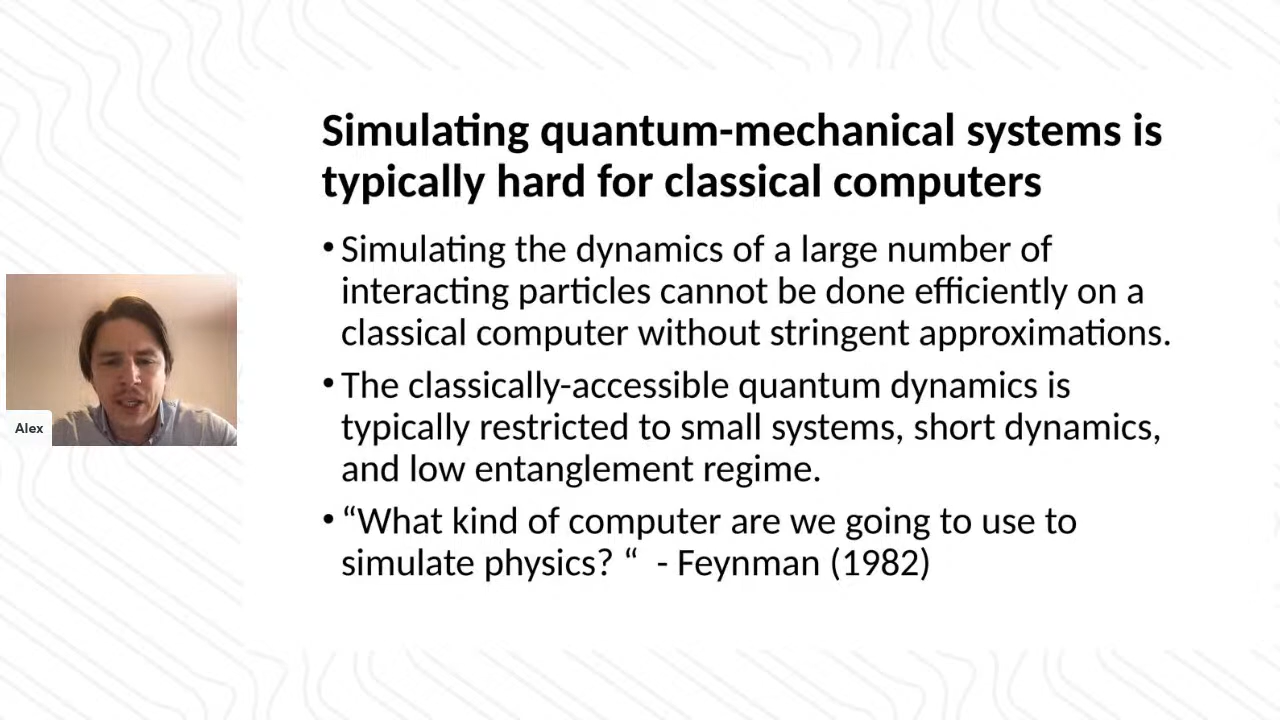 Simulating quantum-mechanical systems is
typically hard for classical computers
• Simulating the dynamics of a large number of
interacting particles cannot be done efficiently on a
classical computer without stringent approximations.
• The classically-accessible quantum dynamics is
typically restricted to small systems, short dynamics,
and low entanglement regime.
• “What kind of computer are we going to use to
simulate physics? “  - Feynman (1982)
Alex